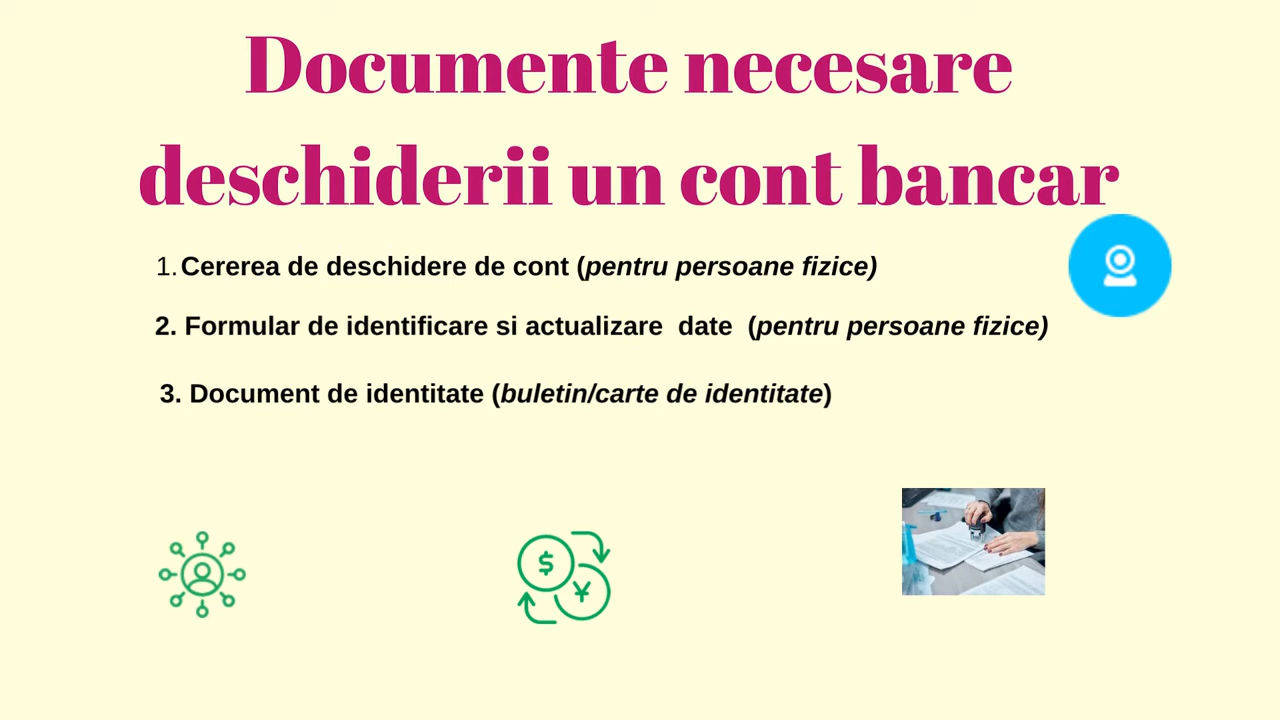 Documente necesare
deschiderii un cont bancar
1. Cererea de deschidere de cont (pentru persoane fizice)
2. Formular de identificare si actualizare  date  (pentru persoane fizice)
3. Document de identitate (buletin/carte de identitate)
$
¥